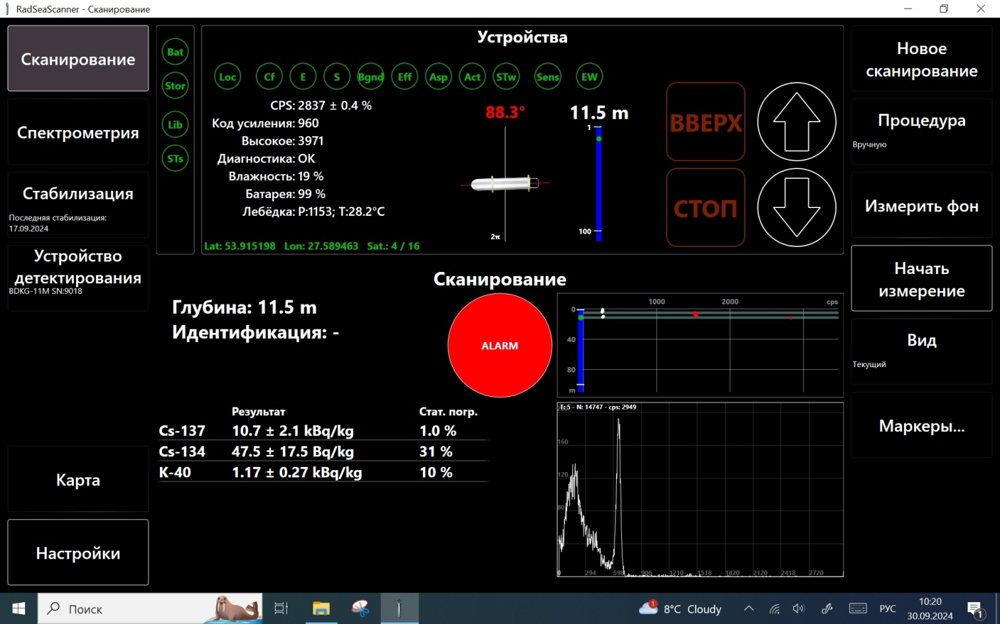 RadSeaScanner - Сканирование
Сканирование
Спектрометрия
Стабилизация
Последняя стабилизация:
17.09.2024
Устройство
детектирования
BDKG-11M SN:9018
Карта
Настройки
Bat
Stor
Lib
STs
Устройства
Loc Cf E S Bgnd Eff Asp Act STw Sens EW
CPS: 2837 ± 0.4 %
Код усиления: 960
Высокое: 3971
Диагностика: OK
Влажность: 19 %
Батарея: 99 %
Лебёдка: P:1153; T:28.2°C
Lat: 53.915198 Lon: 27.589463 Sat.: 4 / 16
88.3°
2π
11.5 m
1
100
ВВЕРХ
СТОП
Сканирование
Глубина: 11.5 m
Идентификация: -
ALARM
Результат Стат. погр.
Cs-137 10.7 ± 2.1 kBq/kg 1.0 %
Cs-134 47.5 ± 17.5 Bq/kg 31 %
K-40 1.17 ± 0.27 kBq/kg 10 %
1000 2000 cps
0
40
80
m
T: 5 - N: 14747 - cps: 2949
160
120
80
0 294 598 906 1210 1518 1820 2120 2418 2720
Новое
сканирование
Процедура
Вручную
Измерить фон
Начать
измерение
Вид
Текущий
Маркеры...
Поиск
1
8°C Cloudy
РУС
10:20
30.09.2024
1